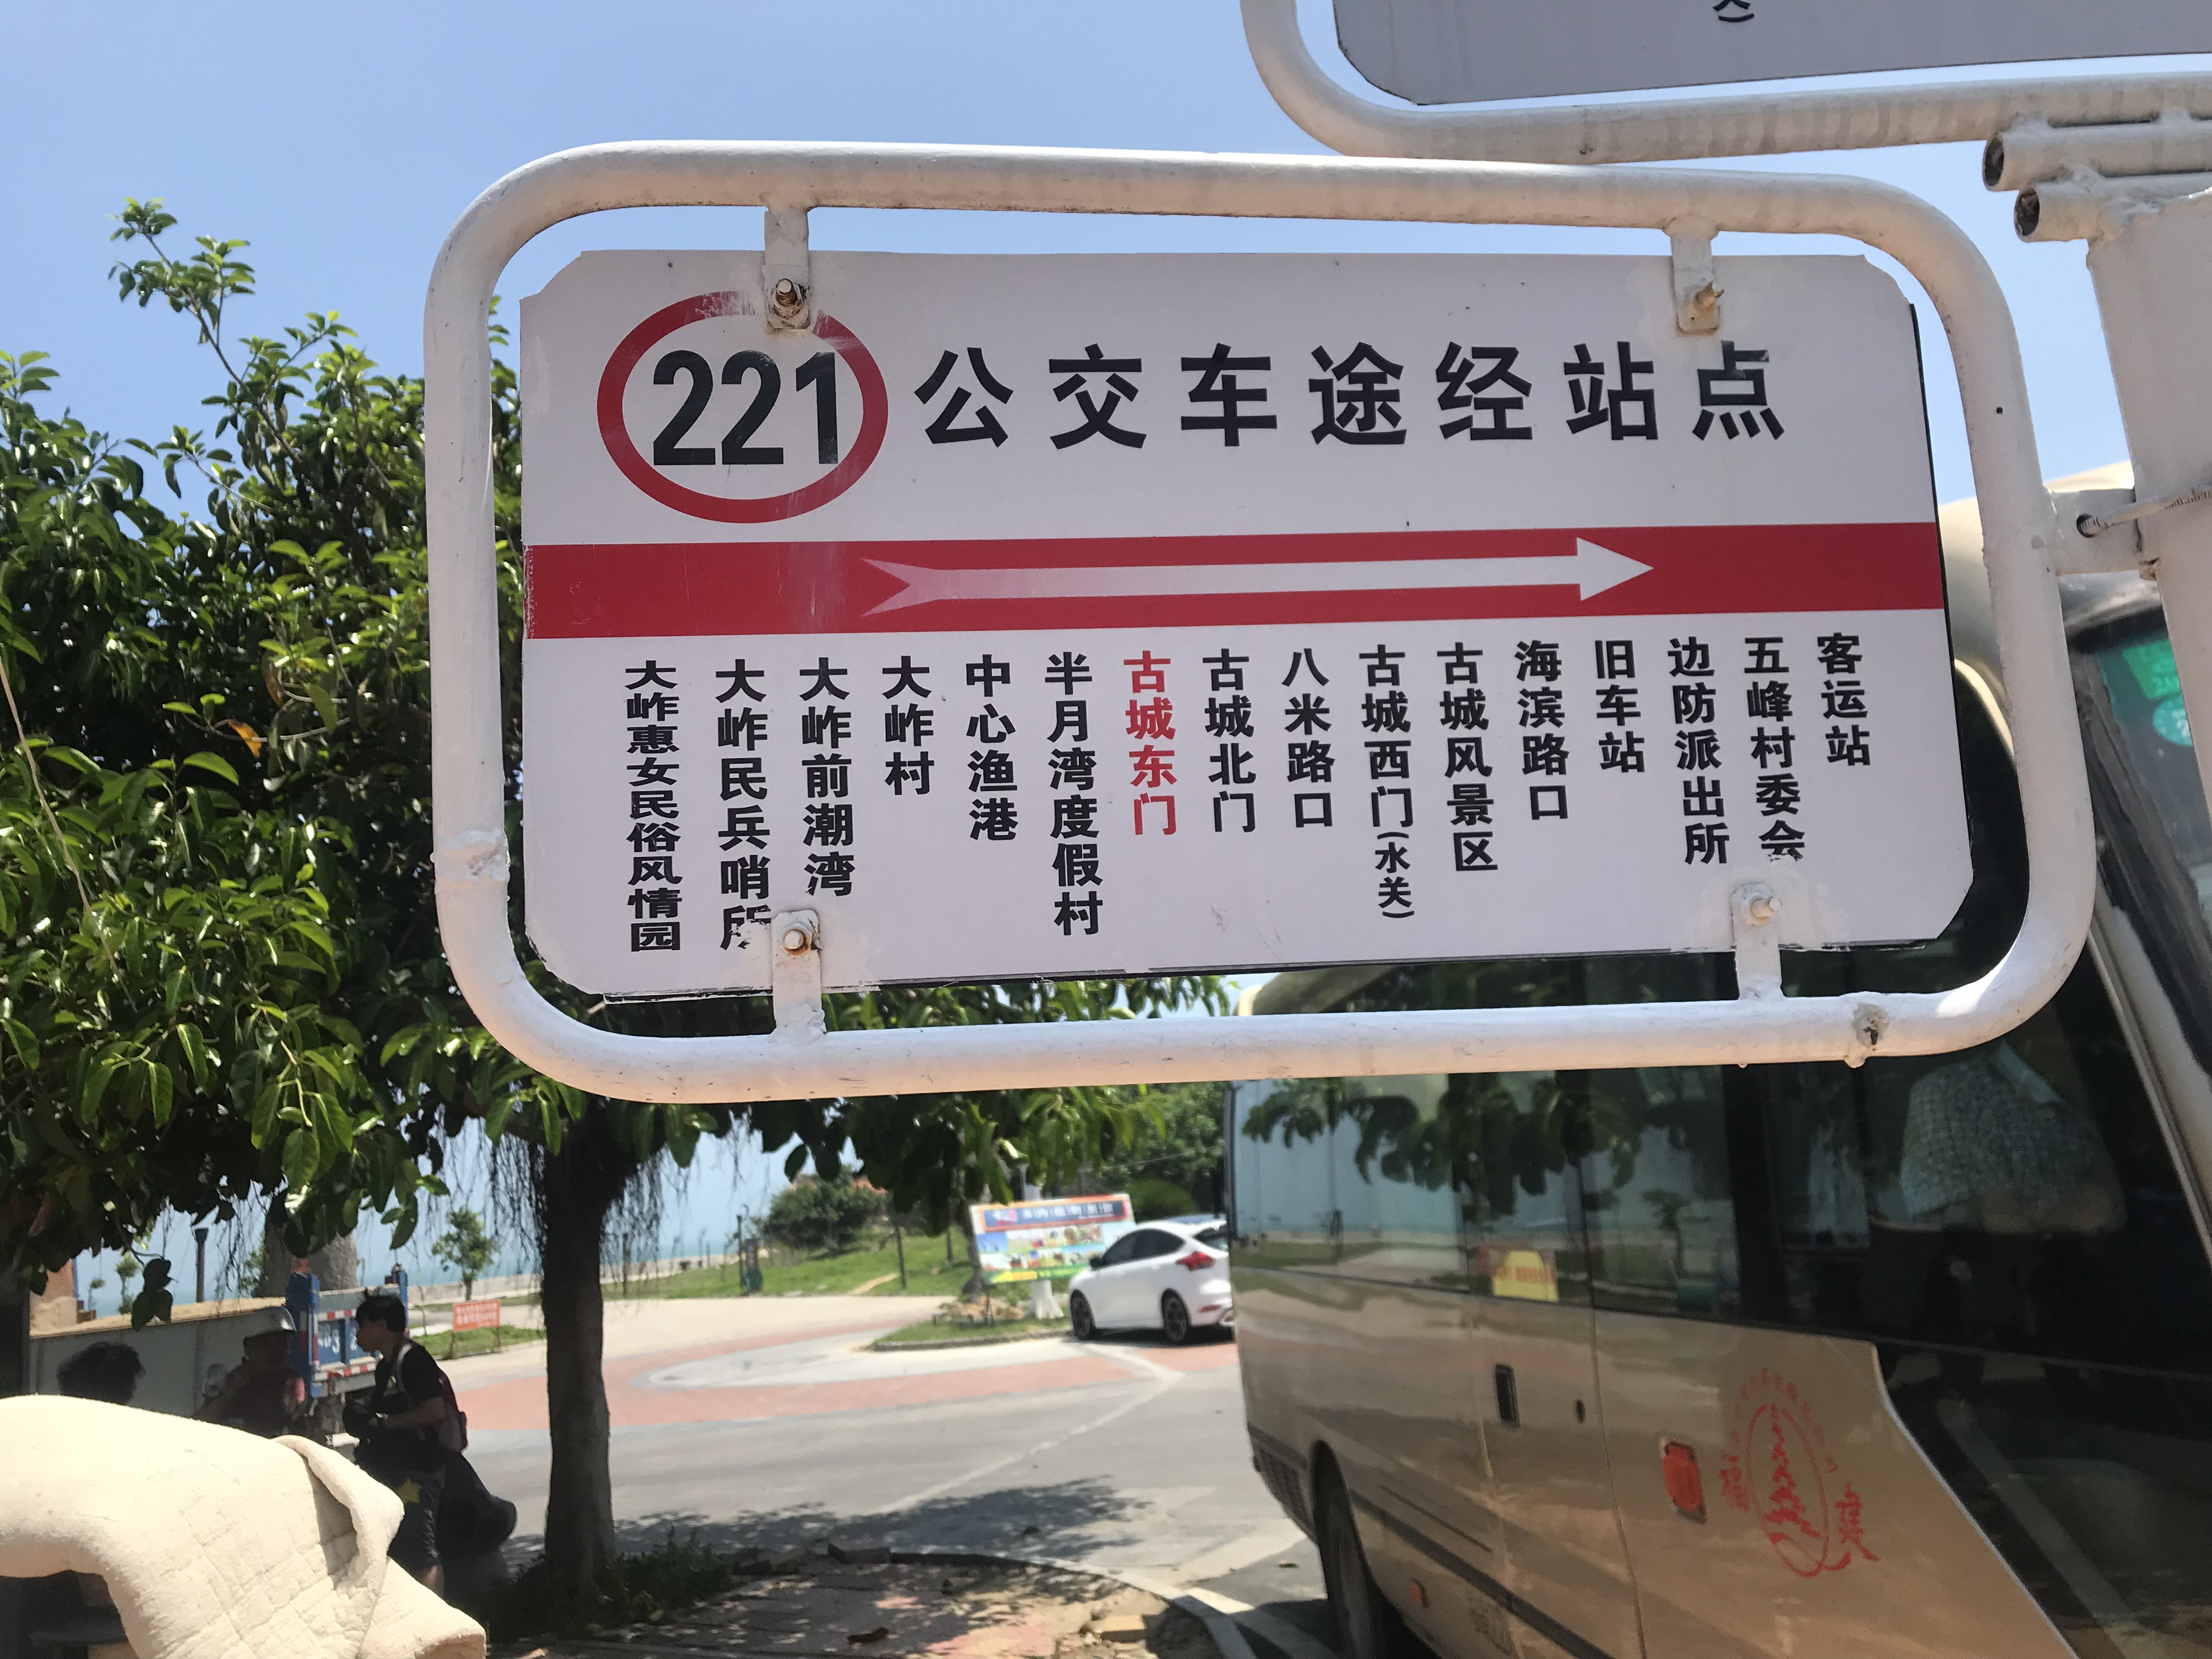 221 公交车途经站点
大岞惠女民俗风情园
大岞民兵哨所
大岞前潮湾
大岞村
中心渔港
半月湾度假村
古城东门
古城北门
八米路口
古城西门(水关)
古城风景区
海滨路口
旧车站
边防派出所
五峰村委会
客运站
福建